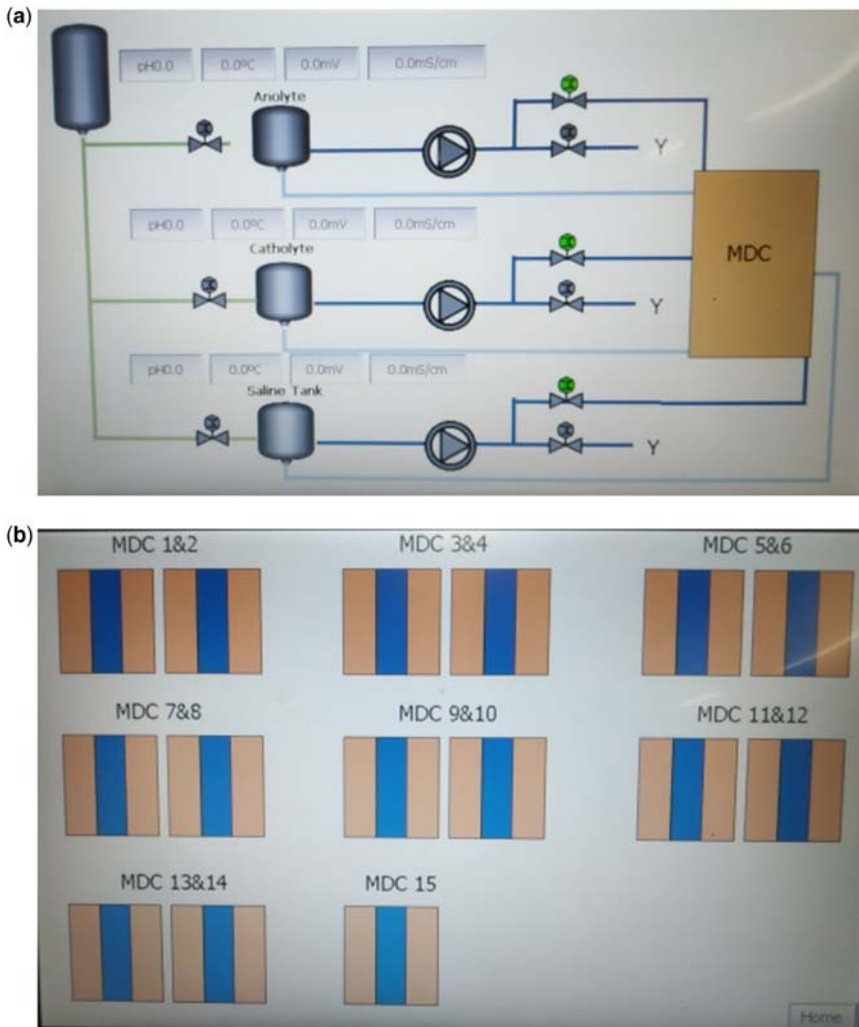 (a)
pH0.0 0.0ºC 0.0mV 0.0mS/cm
Anolyte
Y
pH0.0 0.0ºC 0.0mV 0.0mS/cm
Catholyte
MDC
Y
pH0.0 0.0ºC 0.0mV 0.0mS/cm
Saline Tank
Y
(b)
MDC 1&2 MDC 3&4 MDC 5&6
MDC 7&8 MDC 9&10 MDC 11&12
MDC 13&14 MDC 15
Home